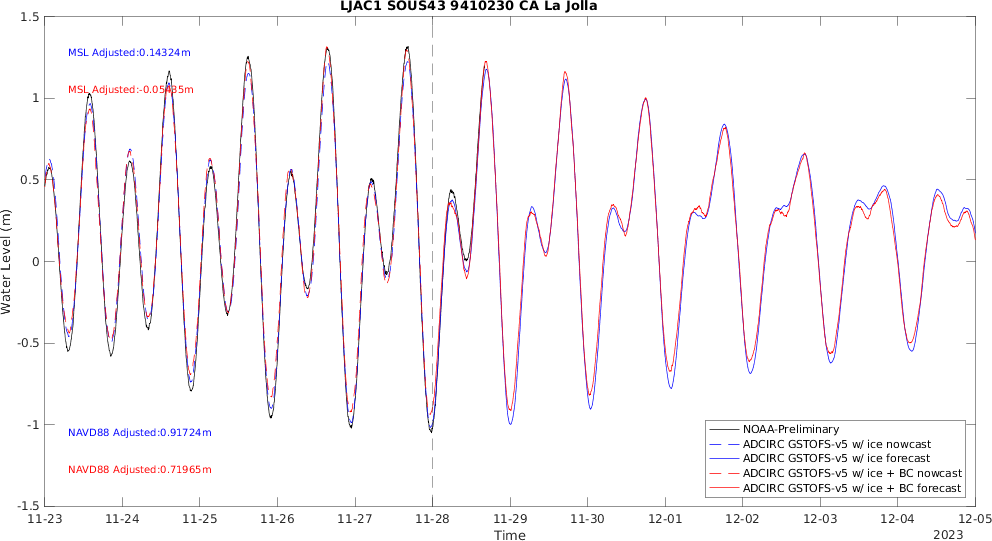 LJAC1 SOUS43 9410230 CA La Jolla
MSL Adjusted:0.14324m
MSL Adjusted:-0.05435m
NAVD88 Adjusted:0.91724m
NAVD88 Adjusted:0.71965m
Water Level (m)
1.5
1
0.5
0
-0.5
-1
-1.5
NOAA-Preliminary
ADCIRC GSTOFS-v5 w/ ice nowcast
ADCIRC GSTOFS-v5 w/ ice forecast
ADCIRC GSTOFS-v5 w/ ice + BC nowcast
ADCIRC GSTOFS-v5 w/ ice + BC forecast
11-23 11-24 11-25 11-26 11-27 11-28 11-29 11-30 12-01 12-02 12-03 12-04 12-05
Time
2023